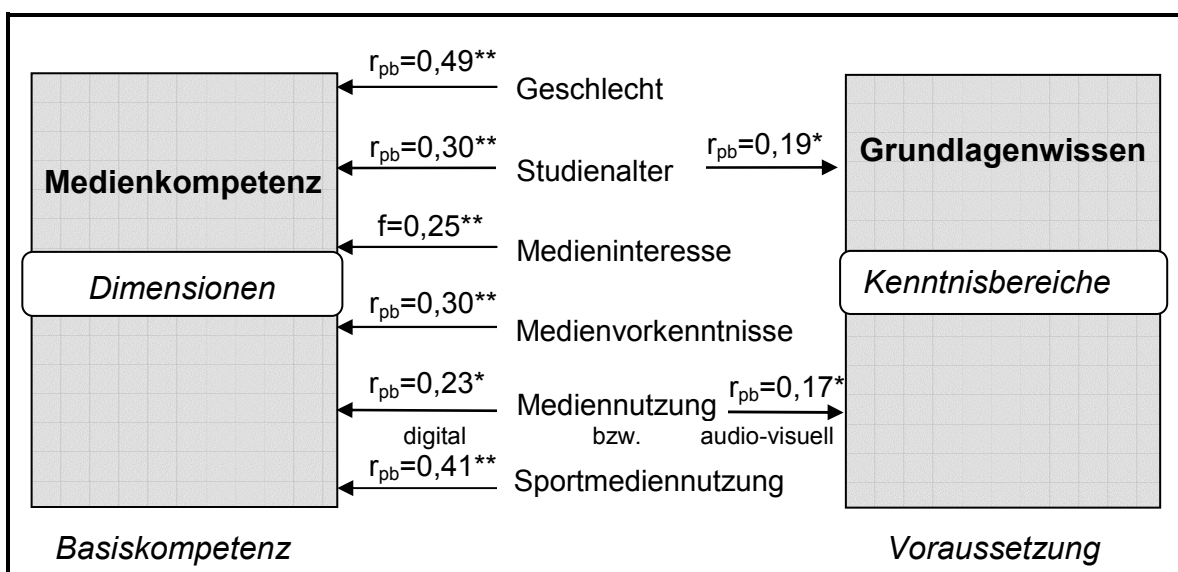 r_pb=0,49**
Geschlecht
r_pb=0,30**
Studienalter
r_pb=0,19*
Grundlagenwissen
Medienkompetenz
f=0,25**
Medieninteresse
Dimensionen
Kenntnisbereiche
r_pb=0,30**
Medienvorkenntnisse
r_pb=0,23*
Mediennutzung
r_pb=0,17*
digital
bzw.
audio-visuell
r_pb=0,41**
Sportmediennutzung
Basiskompetenz
Voraussetzung